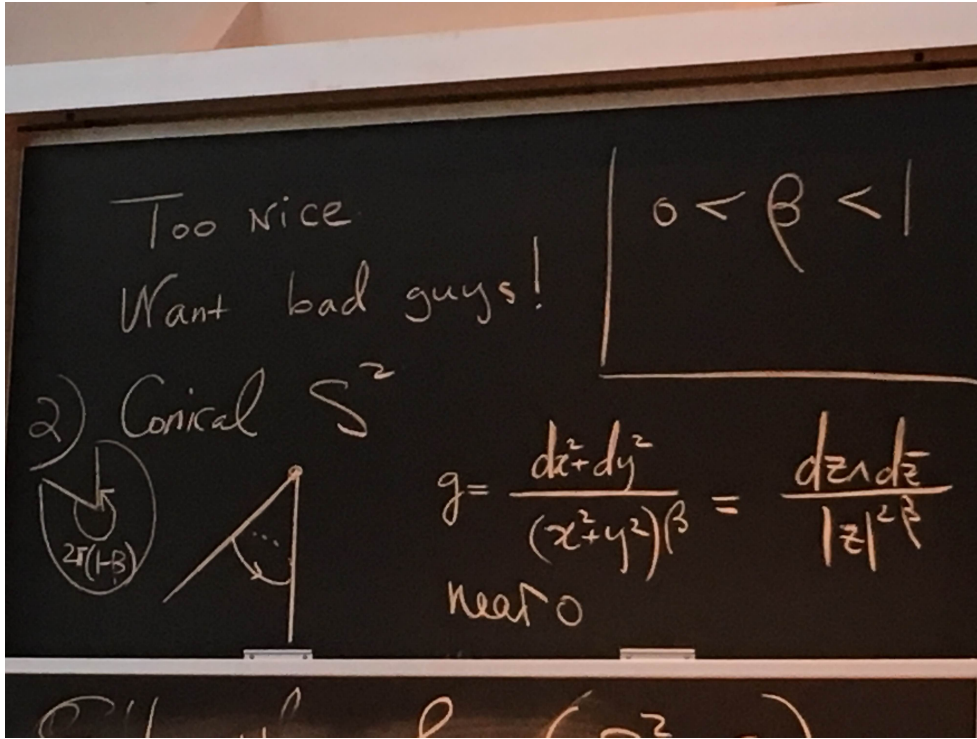 Too Nice
Want bad guys!
0 < β < 1
2) Conical S²
2π(1-β)
g = dx²+dy² / (x²+y²)^β = dz∧dz̄ / |z|^2β
near 0